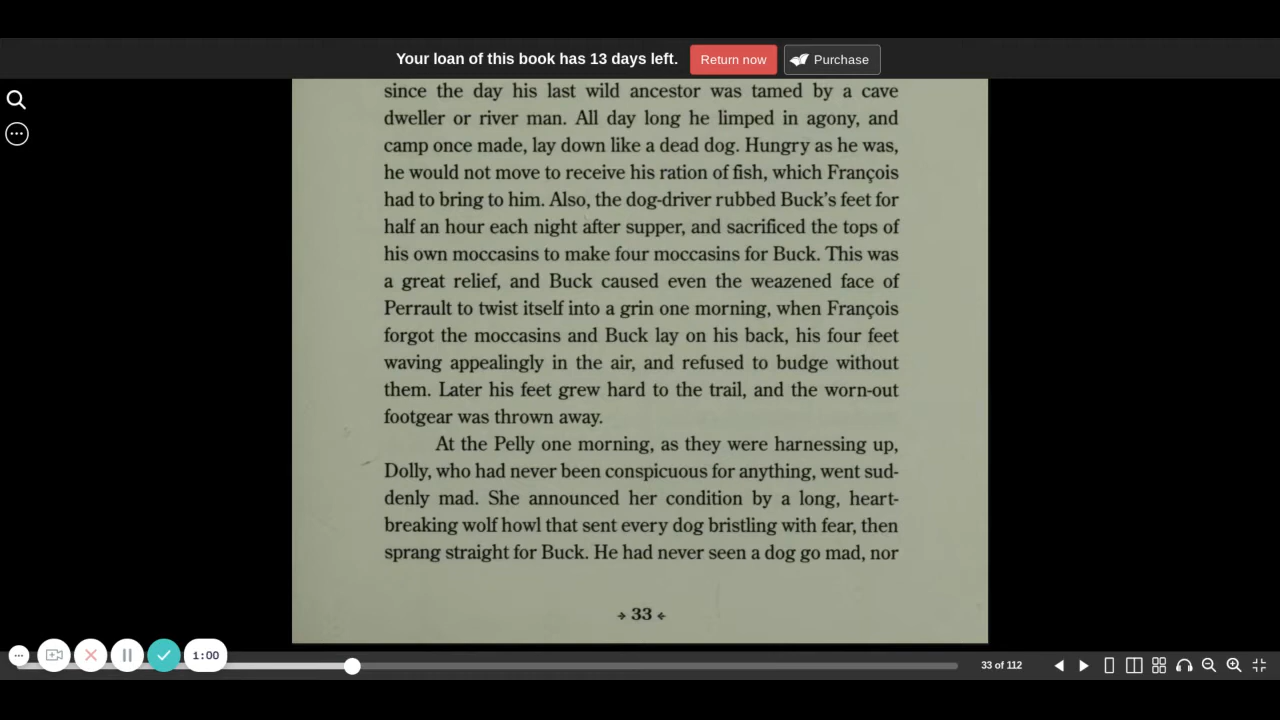 Your loan of this book has 13 days left. Return now Purchase
since the day his last wild ancestor was tamed by a cave
dweller or river man. All day long he limped in agony, and
camp once made, lay down like a dead dog. Hungry as he was,
he would not move to receive his ration of fish, which François
had to bring to him. Also, the dog-driver rubbed Buck's feet for
half an hour each night after supper, and sacrificed the tops of
his own moccasins to make four moccasins for Buck. This was
a great relief, and Buck caused even the weazened face of
Perrault to twist itself into a grin one morning, when François
forgot the moccasins and Buck lay on his back, his four feet
waving appealingly in the air, and refused to budge without
them. Later his feet grew hard to the trail, and the worn-out
footgear was thrown away.
At the Pelly one morning, as they were harnessing up,
Dolly, who had never been conspicuous for anything, went sud-
denly mad. She announced her condition by a long, heart-
breaking wolf howl that sent every dog bristling with fear, then
sprang straight for Buck. He had never seen a dog go mad, nor
33
1:00
33 of 112